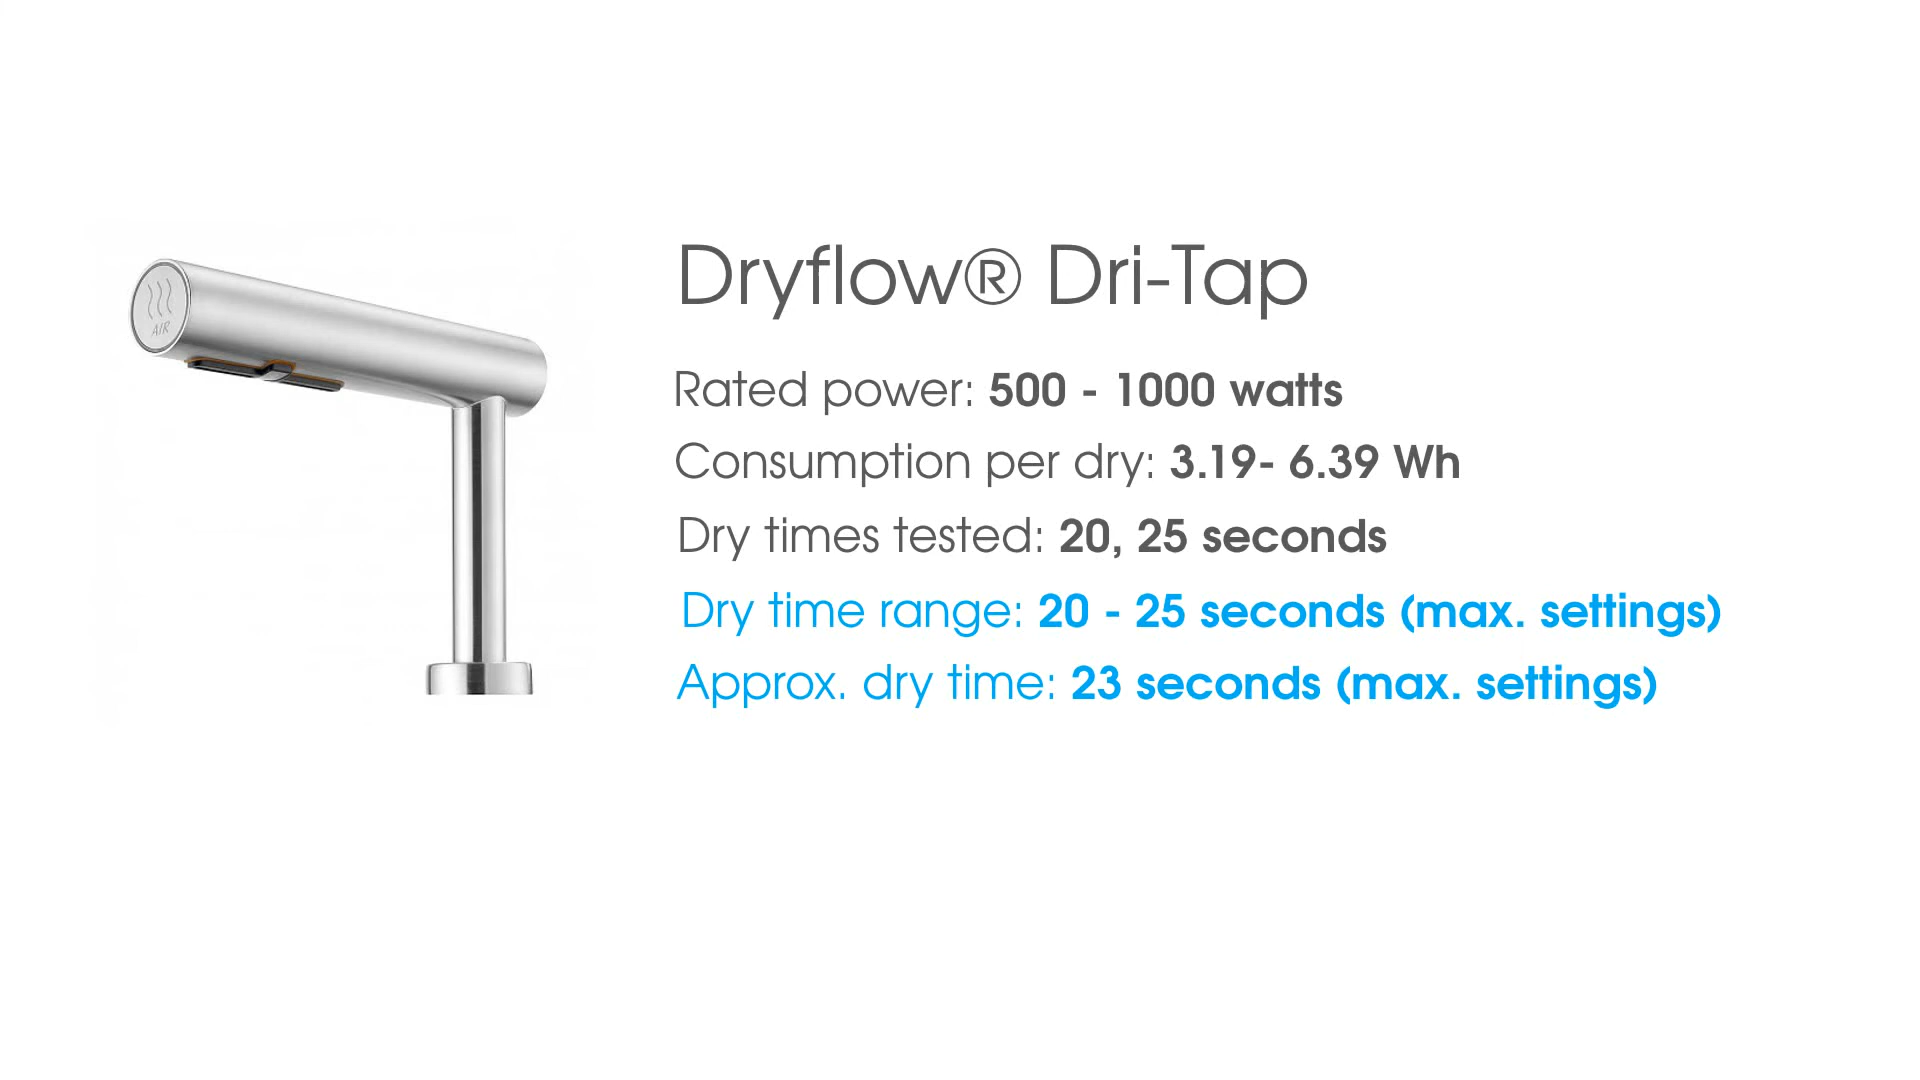 AIR
Dryflow® Dri-Tap
Rated power: 500 - 1000 watts
Consumption per dry: 3.19- 6.39 Wh
Dry times tested: 20, 25 seconds
Dry time range: 20 - 25 seconds (max. settings)
Approx. dry time: 23 seconds (max. settings)